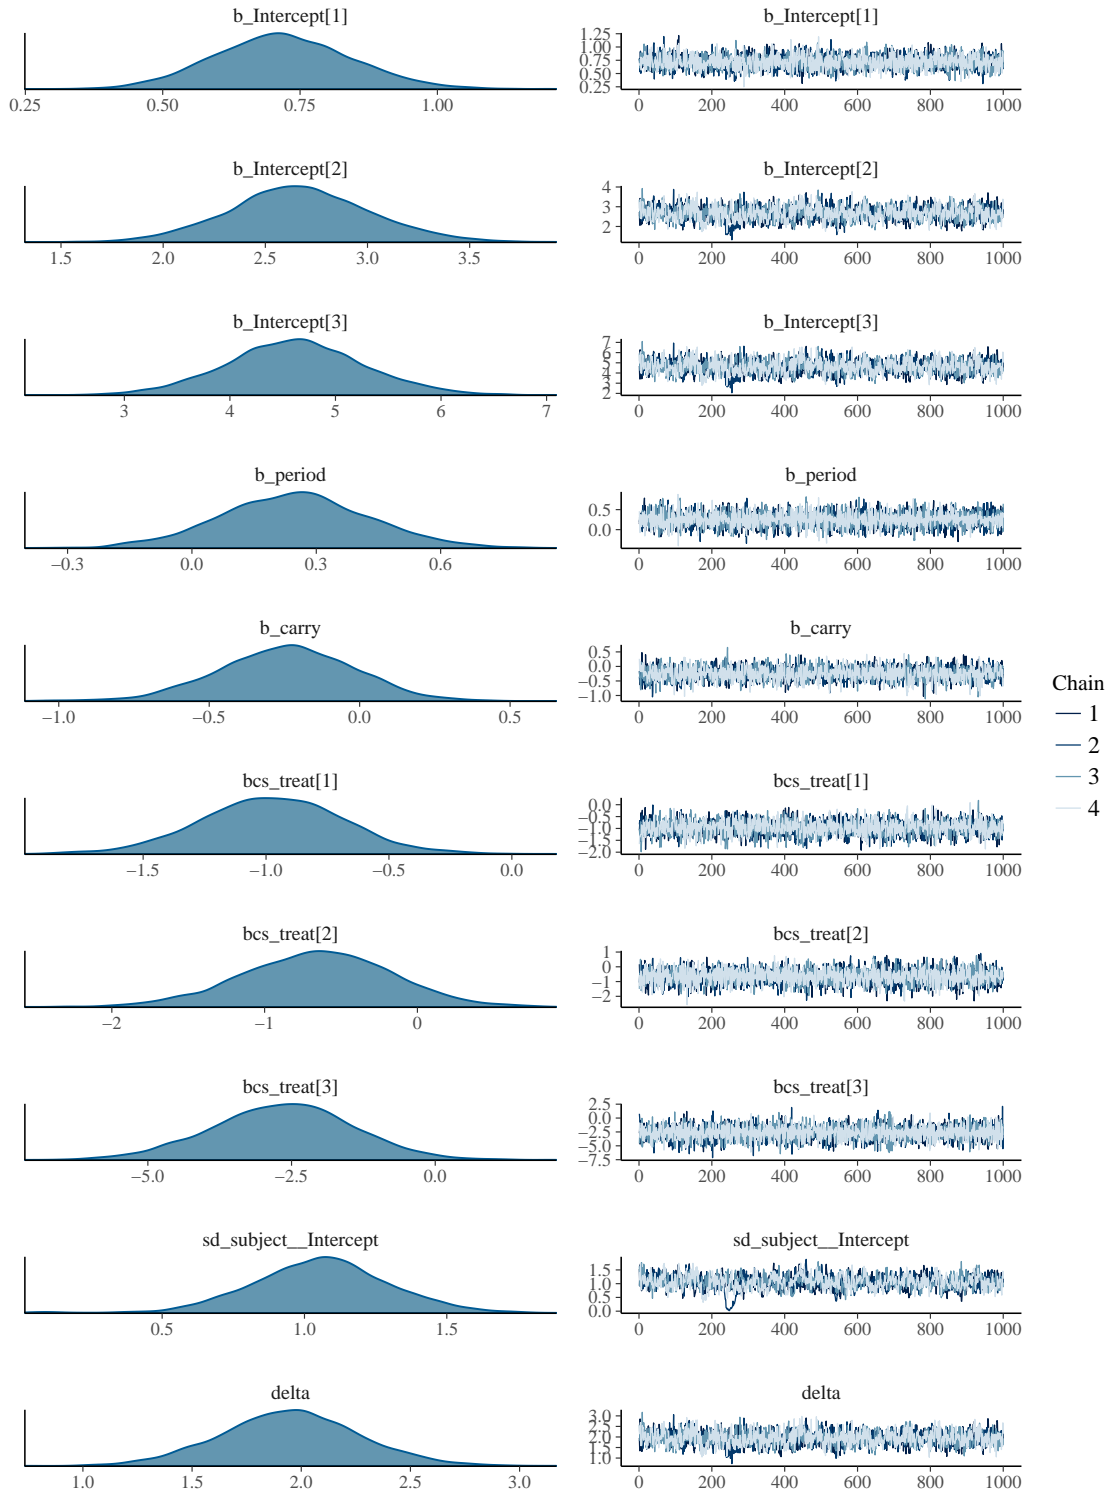 b_Intercept[1] b_Intercept[1]
1.25
1.00
0.75
0.50
0.25
0.25 0.50 0.75 1.00 0 200 400 600 800 1000
b_Intercept[2] b_Intercept[2]
4
3
2
1.5 2.0 2.5 3.0 3.5 0 200 400 600 800 1000
b_Intercept[3] b_Intercept[3]
7
6
5
4
3
2
3 4 5 6 7 0 200 400 600 800 1000
b_period b_period
0.5
0.0
−0.3 0.0 0.3 0.6 0 200 400 600 800 1000
b_carry b_carry
0.5
0.0
−0.5
−1.0
−1.0 −0.5 0.0 0.5 0 200 400 600 800 1000
Chain
1
2
3
4
bcs_treat[1] bcs_treat[1]
0.0
−0.5
−1.0
−1.5
−2.0
−1.5 −1.0 −0.5 0.0 0 200 400 600 800 1000
bcs_treat[2] bcs_treat[2]
1
0
−1
−2
−2 −1 0 0 200 400 600 800 1000
bcs_treat[3] bcs_treat[3]
2.5
0.0
−2.5
−5.0
−7.5
−5.0 −2.5 0.0 0 200 400 600 800 1000
sd_subject__Intercept sd_subject__Intercept
1.5
1.0
0.5
0.0
0.5 1.0 1.5 0 200 400 600 800 1000
delta delta
3.0
2.5
2.0
1.5
1.0
1.0 1.5 2.0 2.5 3.0 0 200 400 600 800 1000